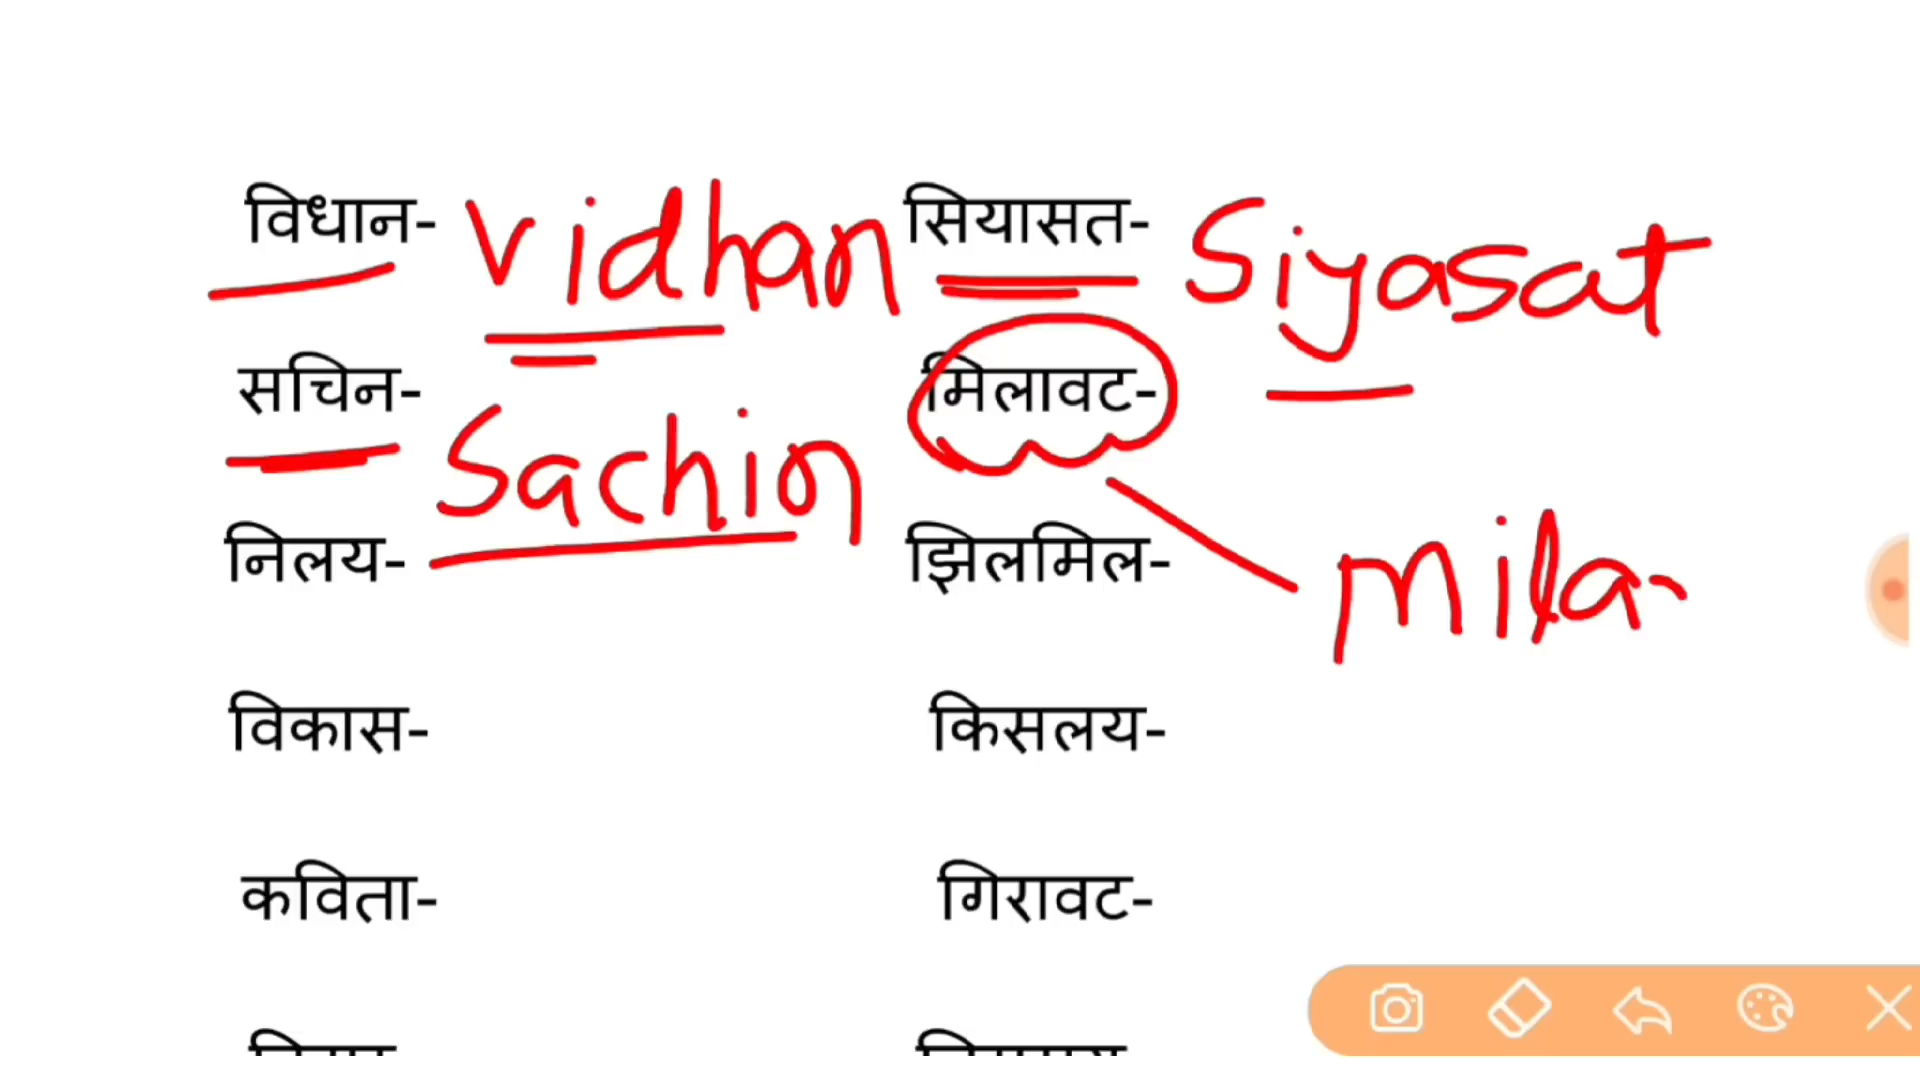 विधान- vidhan सियासत- Siyasat
सचिन- Sachin मिलावट-
निलय- झिलमिल- Mila
विकास- किसलय-
कविता- गिरावट-